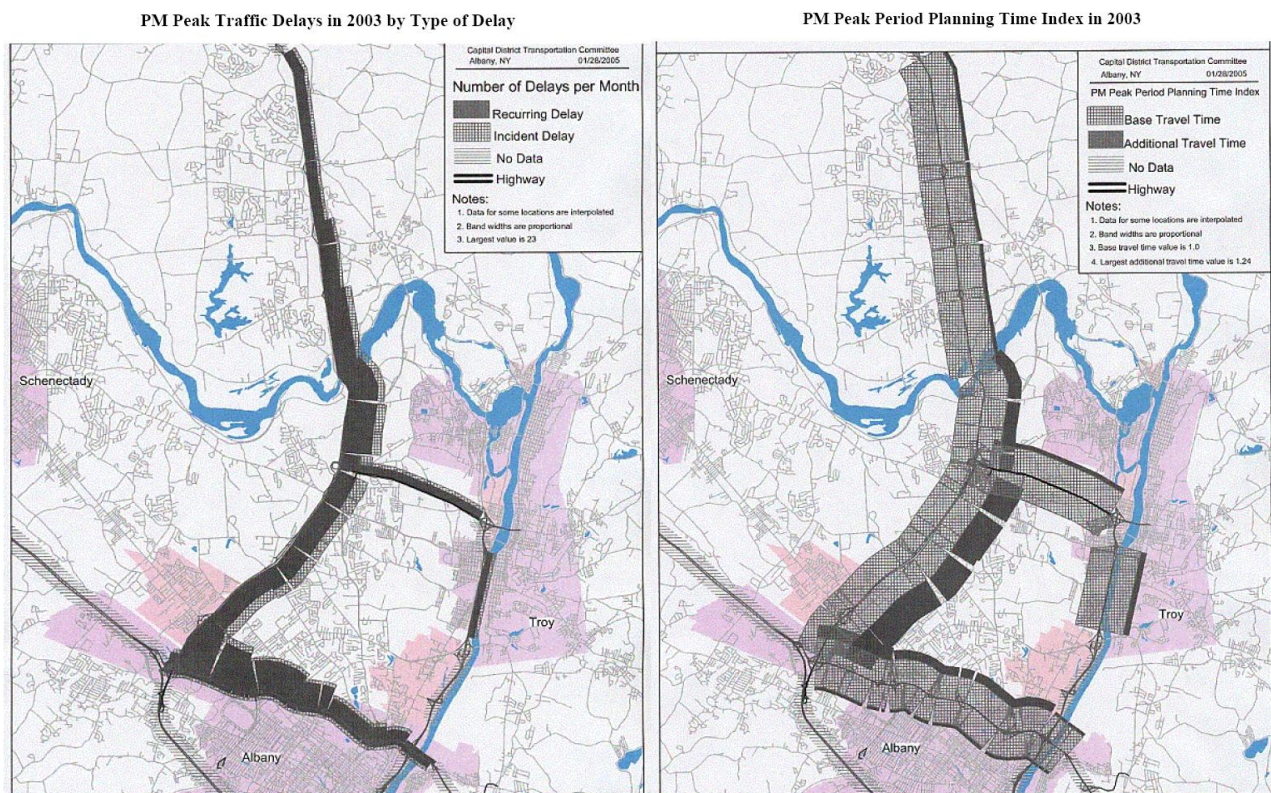 PM Peak Traffic Delays in 2003 by Type of Delay
Capital District Transportation Committee
Albany, NY 01/26/2005
Number of Delays per Month
Recurring Delay
Incident Delay
No Data
Highway
Notes:
1. Data for some locations are interpolated
2. Band widths are proportional
3. Largest value is 23
Schenectady
Troy
Albany
PM Peak Period Planning Time Index in 2003
Capital District Transportation Committee
Albany, NY 01/28/2005
PM Peak Period Planning Time Index
Base Travel Time
Additional Travel Time
No Data
Highway
Notes:
1. Data for some locations are interpolated
2. Band widths are proportional
3. Base travel time value is 1.0
4. Largest additional travel time value is 1.24
Schenectady
Troy
Albany